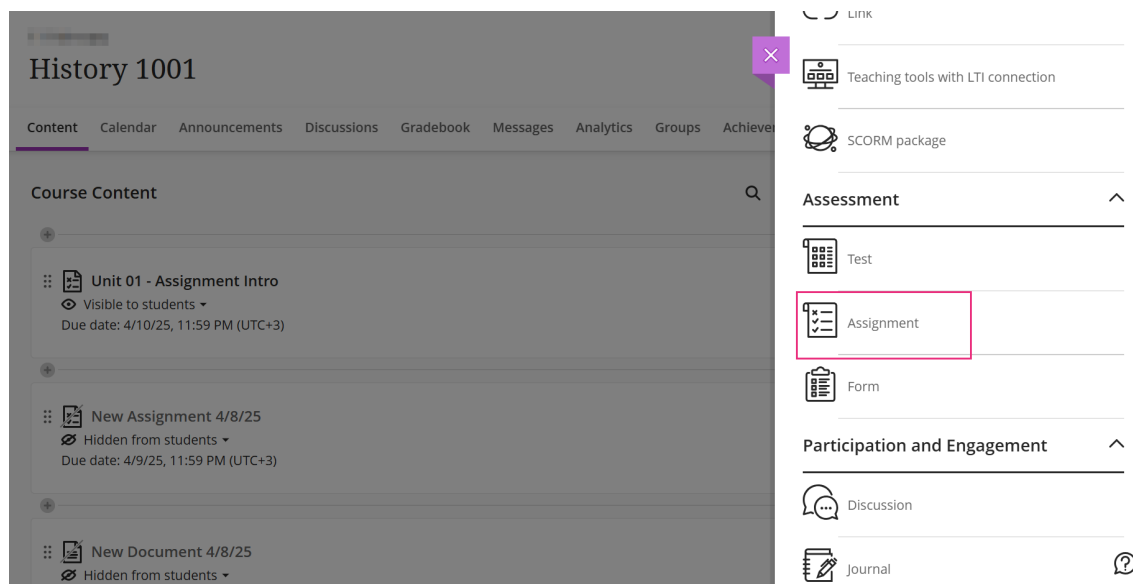 History 1001
Content Calendar Announcements Discussions Gradebook Messages Analytics Groups
Course Content
Unit 01 - Assignment Intro
Visible to students
Due date: 4/10/25, 11:59 PM (UTC+3)
New Assignment 4/8/25
Hidden from students
Due date: 4/9/25, 11:59 PM (UTC+3)
New Document 4/8/25
Hidden from students
Link
Teaching tools with LTI connection
SCORM package
Assessment
Test
Assignment
Form
Participation and Engagement
Discussion
Journal